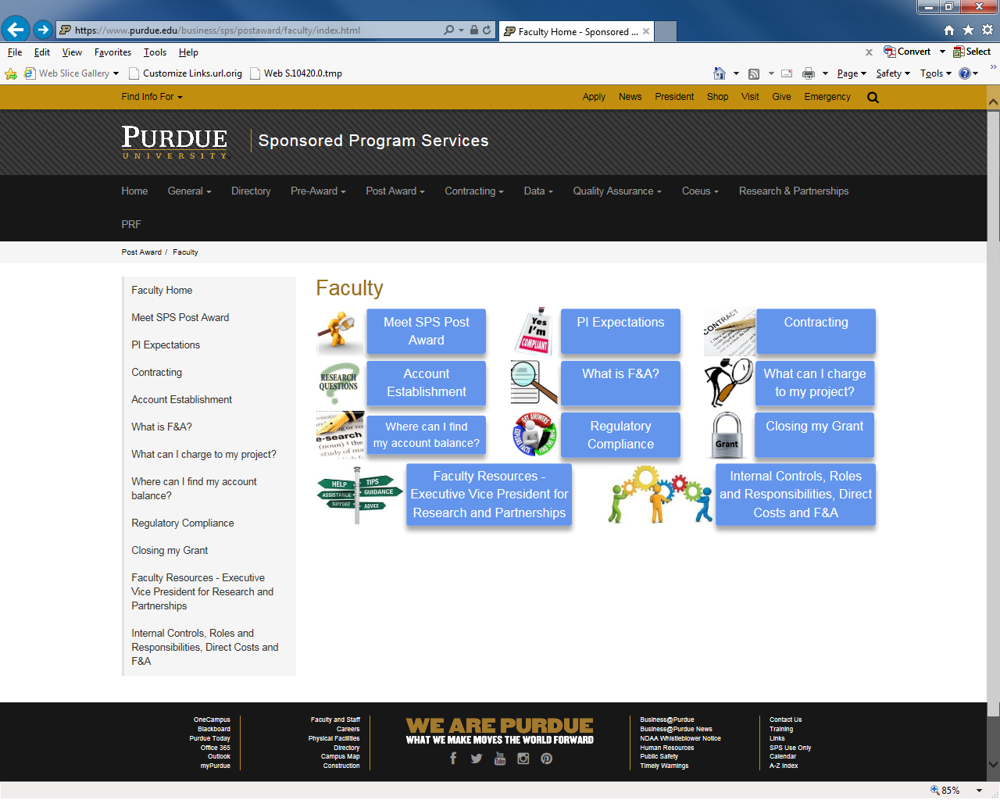 https://www.purdue.edu/business/sps/postaward/faculty/index.html
Faculty Home - Sponsored ...
File Edit View Favorites Tools Help
Convert Select
Web Slice Gallery Customize Links.url.orig Web S.10420.0.tmp
Page Safety Tools
Find Info For
Apply News President Shop Visit Give Emergency
PURDUE
UNIVERSITY
Sponsored Program Services
Home General Directory Pre-Award Post Award Contracting Data Quality Assurance Coeus Research & Partnerships
PRF
Post Award / Faculty
Faculty Home
Meet SPS Post Award
PI Expectations
Contracting
Account Establishment
What is F&A?
What can I charge to my project?
Where can I find my account
balance?
Regulatory Compliance
Closing my Grant
Faculty Resources - Executive
Vice President for Research and
Partnerships
Internal Controls, Roles and
Responsibilities, Direct Costs and
F&A
Faculty
Meet SPS Post
Award
Yes
I'm
COMPLIANT
PI Expectations
CONTRACT
Contracting
RESEARCH
QUESTIONS
Account
Establishment
What is F&A?
What can I charge
to my project?
e-search
(noun) 1 the
study of ma
Where can I find
my account balance?
GET ANSWERS
EXPLORE FACTS
FIND THE INFO
Regulatory
Compliance
Grant
Closing my Grant
HELP
TIPS
ASSISTANCE
GUIDANCE
SUPPORT
ADVICE
Faculty Resources -
Executive Vice President for
Research and Partnerships
Internal Controls, Roles
and Responsibilities, Direct
Costs and F&A
OneCampus
Blackboard
Purdue Today
Office 365
Outlook
myPurdue
Faculty and Staff
Careers
Physical Facilities
Directory
Campus Map
Construction
WE ARE PURDUE
WHAT WE MAKE MOVES THE WORLD FORWARD
You
Tube
Business@Purdue
Business@Purdue News
NDAA Whistleblower Notice
Human Resources
Public Safety
Timely Warnings
Contact Us
Training
Links
SPS Use Only
Calendar
A-Z Index
85%